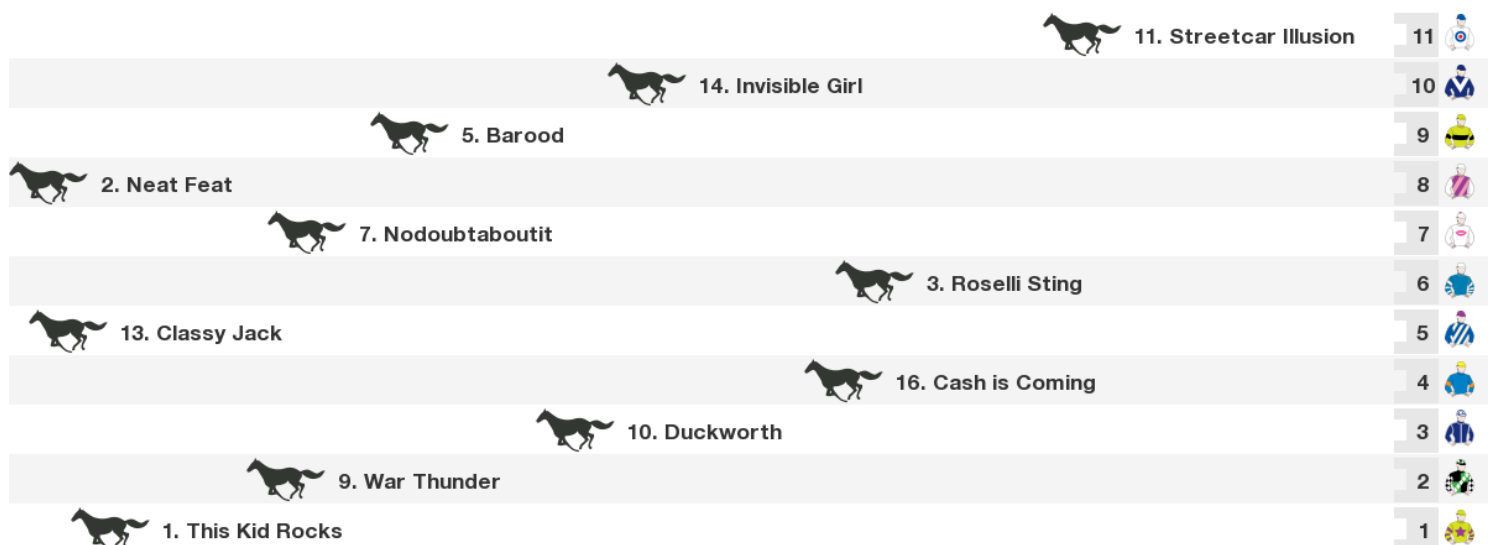 11. Streetcar Illusion 11
14. Invisible Girl 10
5. Barood 9
2. Neat Feat 8
7. Nodoubtaboutit 7
3. Roselli Sting 6
13. Classy Jack 5
16. Cash is Coming 4
10. Duckworth 3
9. War Thunder 2
1. This Kid Rocks 1